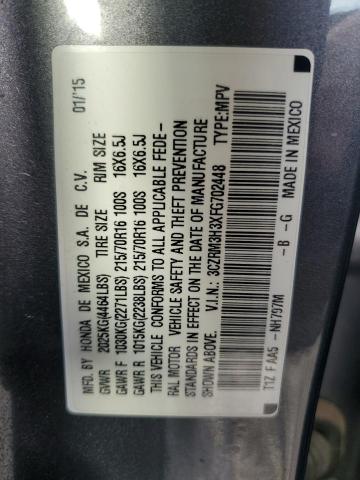 MFD. BY HONDA DE MEXICO S.A. DE C.V. 01/'15
GVWR 2025KG(4464LBS) TIRE SIZE RIM SIZE
GAWR F 1030KG(2271LBS) 215/70R16 100S 16X6.5J
GAWR R 1015KG(2238LBS) 215/70R16 100S 16X6.5J
THIS VEHICLE CONFORMS TO ALL APPLICABLE FEDE-
RAL MOTOR VEHICLE SAFETY AND THEFT PREVENTION
STANDARDS IN EFFECT ON THE DATE OF MANUFACTURE
SHOWN ABOVE. V.I.N.: 3CZRM3H3XFG702448 TYPE:MPV
T1Z F AA5 -NH797M -B -G MADE IN MEXICO